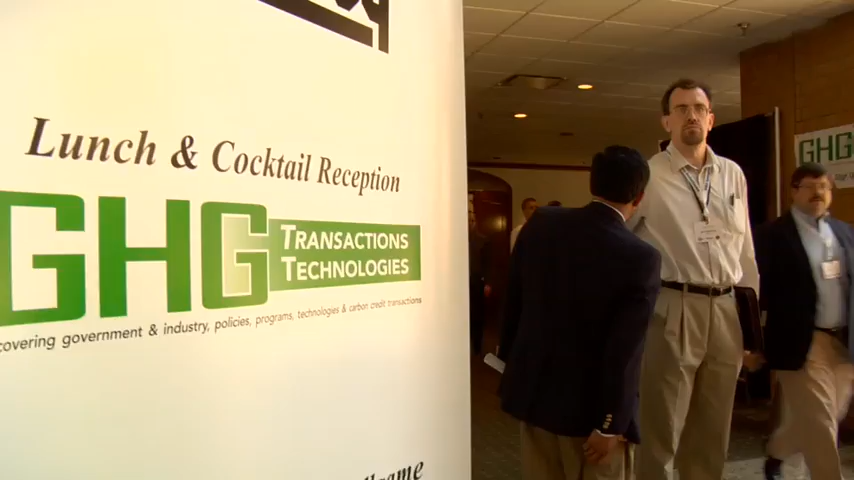 Lunch & Cocktail Reception
GHG TRANSACTIONS
TECHNOLOGIES
covering government & industry, policies, programs, technologies & carbon credit transactions
GHG